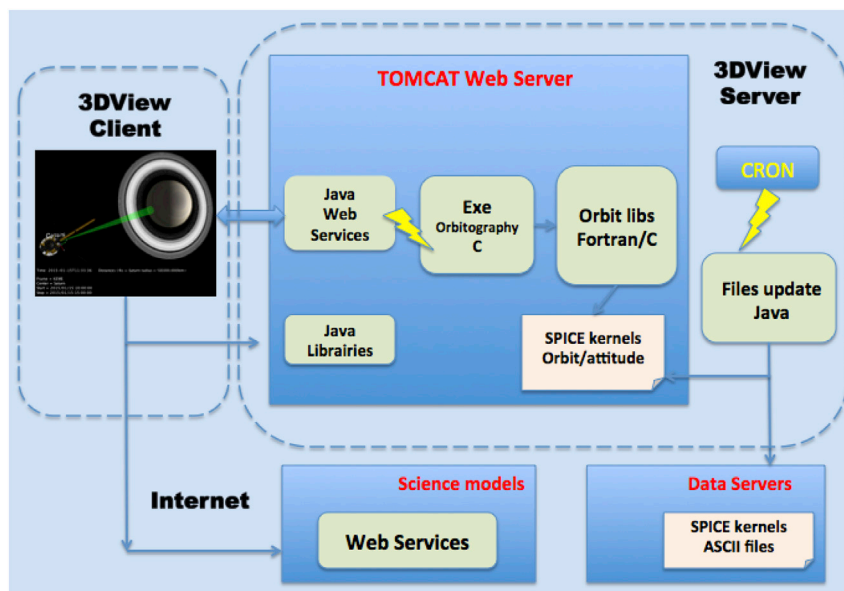 3DView
Client
TOMCAT Web Server
3DView
Server
CRON
Java
Web
Services
Exe
Orbitography
C
Orbit libs
Fortran/C
Files update
Java
Java
Librairies
SPICE kernels
Orbit/attitude
Internet
Science models
Web Services
Data Servers
SPICE kernels
ASCII files